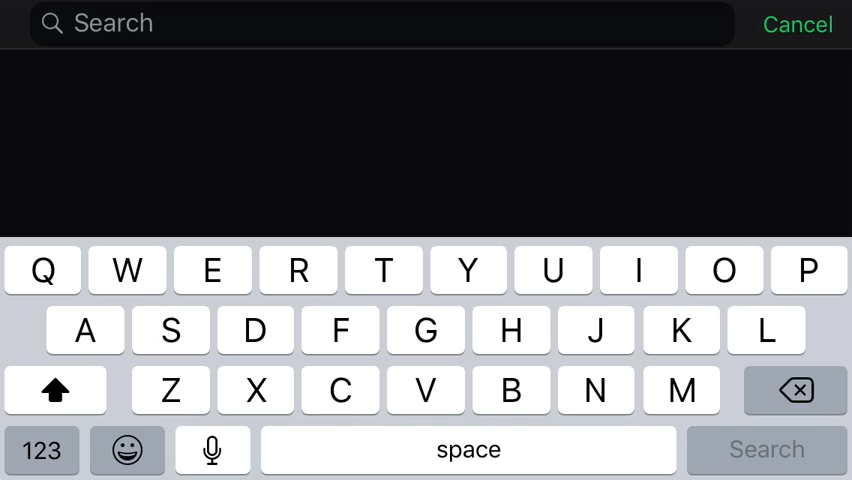 Search Cancel
Q W E R T Y U I O P
A S D F G H J K L
Z X C V B N M
123 space Search